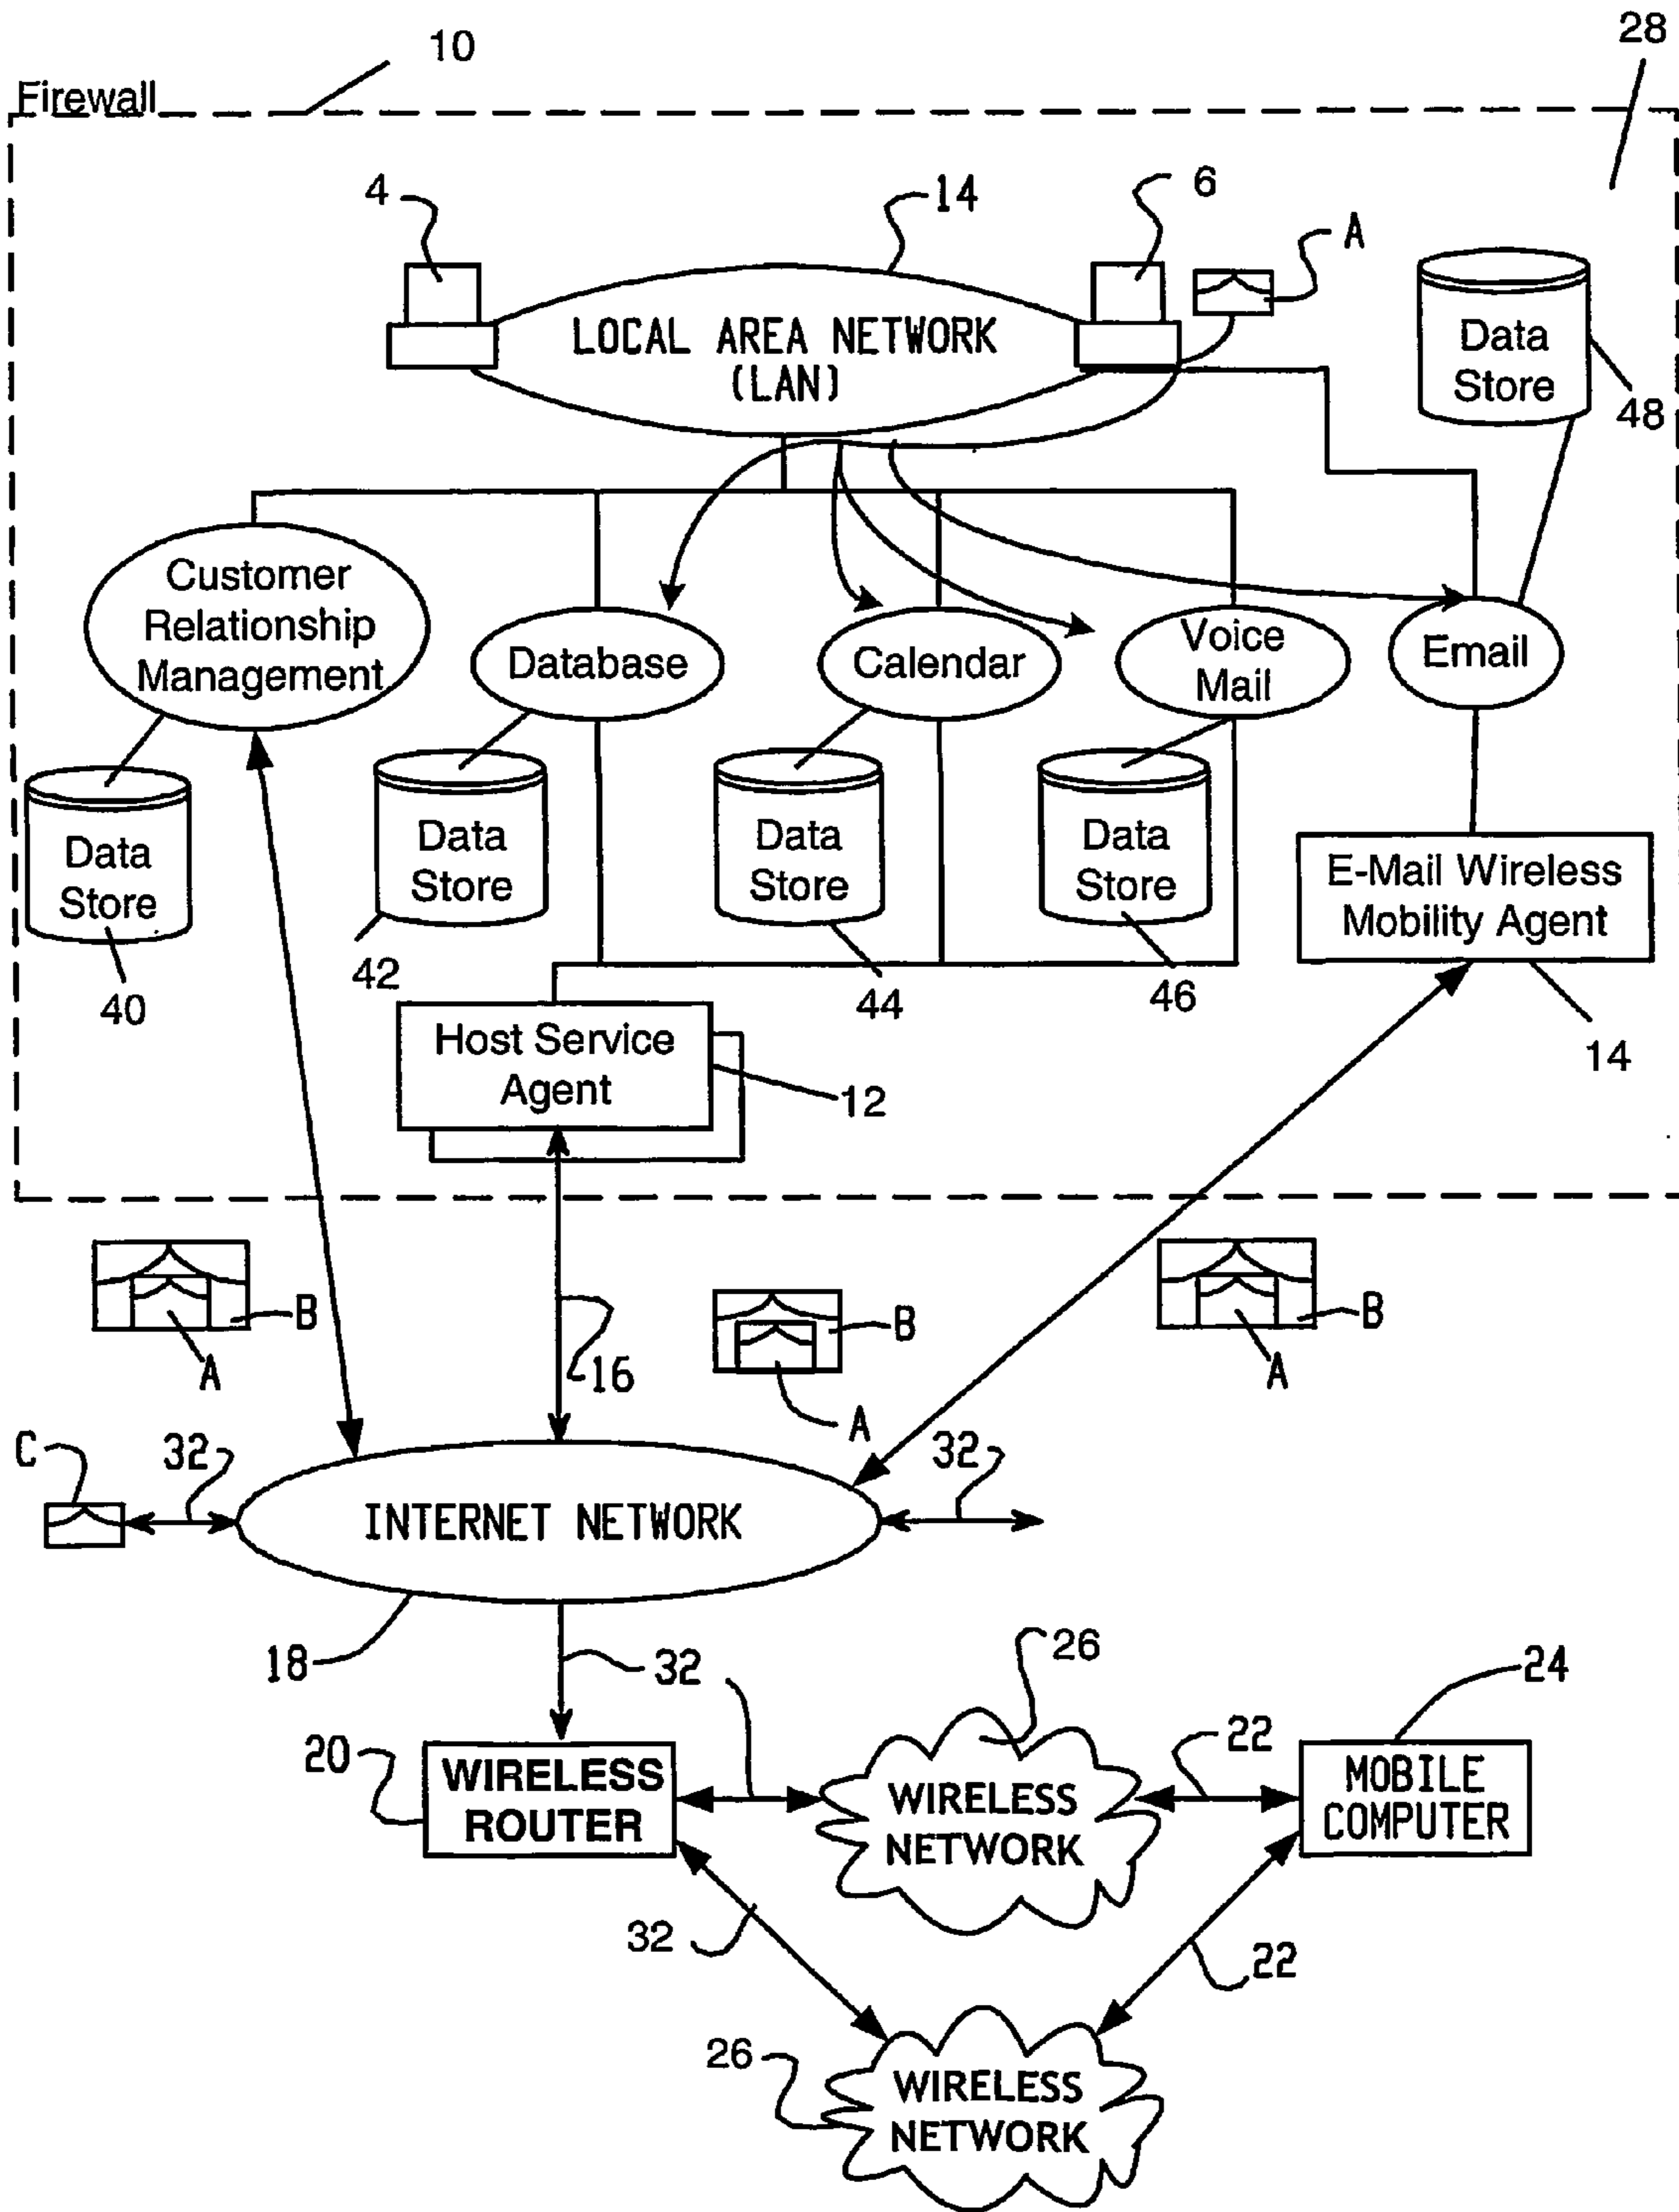 10
28
Firewall
4
14
6
A
LOCAL AREA NETWORK
(LAN)
Data
Store
48
Customer
Relationship
Management
Database
Calendar
Voice
Mail
Email
Data
Store
40
Data
Store
42
Data
Store
44
Data
Store
46
E-Mail Wireless
Mobility Agent
14
Host Service
Agent
12
B
A
16
B
A
B
A
C
32
32
INTERNET NETWORK
18
32
26
24
20
WIRELESS
ROUTER
WIRELESS
NETWORK
22
MOBILE
COMPUTER
32
22
26
WIRELESS
NETWORK